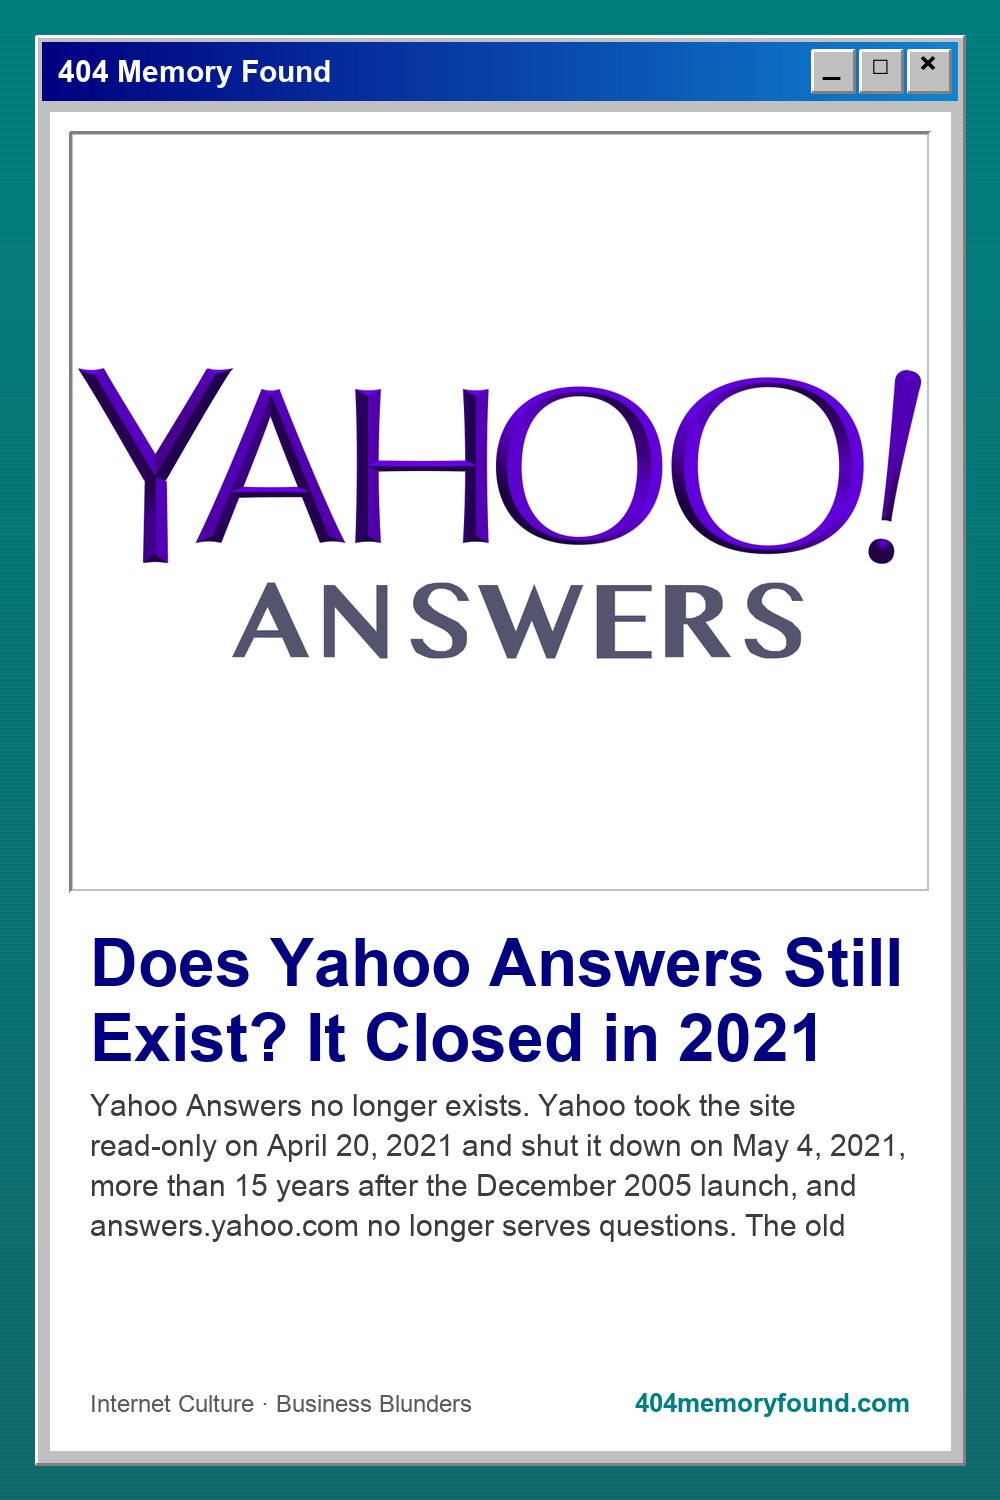 404 Memory Found
YAHOO!
ANSWERS
Does Yahoo Answers Still
Exist? It Closed in 2021
Yahoo Answers no longer exists. Yahoo took the site
read-only on April 20, 2021 and shut it down on May 4, 2021,
more than 15 years after the December 2005 launch, and
answers.yahoo.com no longer serves questions. The old
Internet Culture · Business Blunders
404memoryfound.com